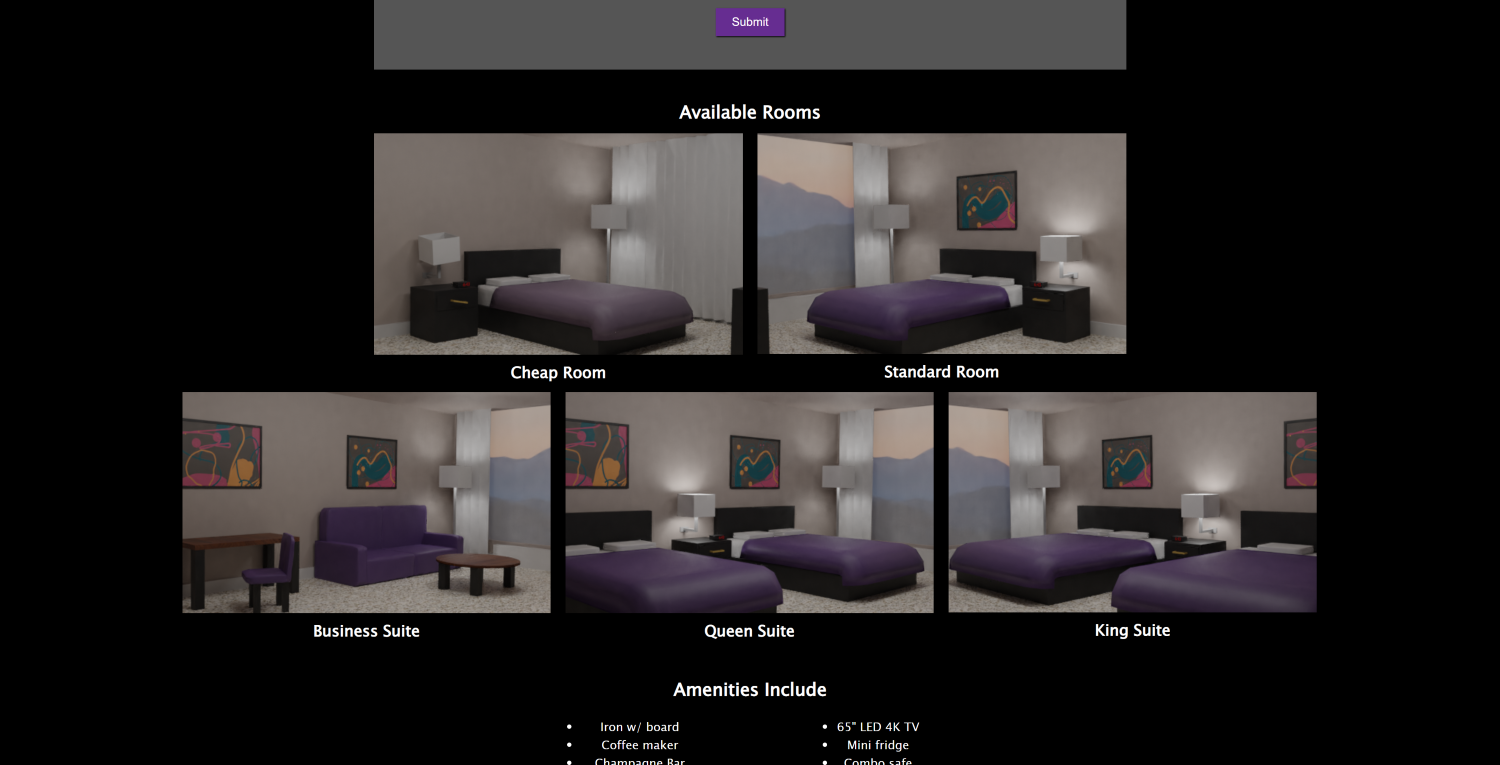 Submit
Available Rooms
Cheap Room
Standard Room
Business Suite
Queen Suite
King Suite
Amenities Include
• Iron w/ board
• 65" LED 4K TV
• Coffee maker
• Mini fridge
• Champagne Bar
• Combo safe